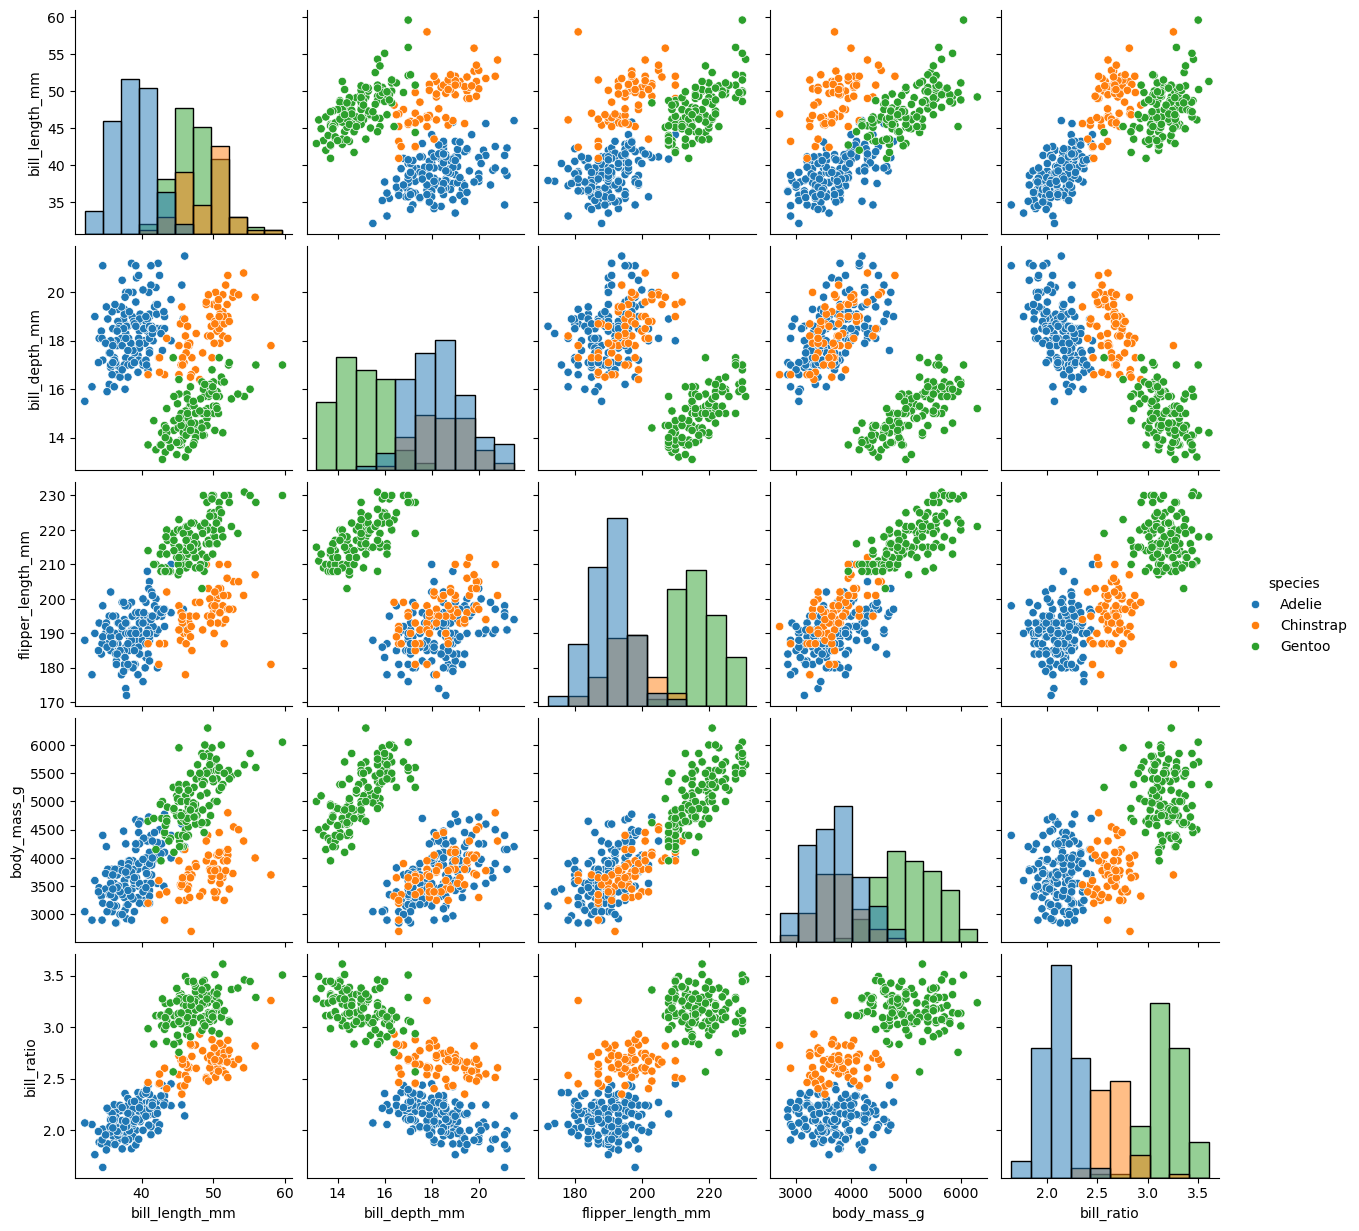 60
55
50
45
40
35
bill_length_mm
20
18
16
14
bill_depth_mm
230
220
210
200
190
180
170
flipper_length_mm
species
Adelie
Chinstrap
Gentoo
6000
5500
5000
4500
4000
3500
3000
body_mass_g
3.5
3.0
2.5
2.0
bill_ratio
40 50 60
14 16 18 20
180 200 220
3000 4000 5000 6000
2.0 2.5 3.0 3.5
bill_length_mm
bill_depth_mm
flipper_length_mm
body_mass_g
bill_ratio